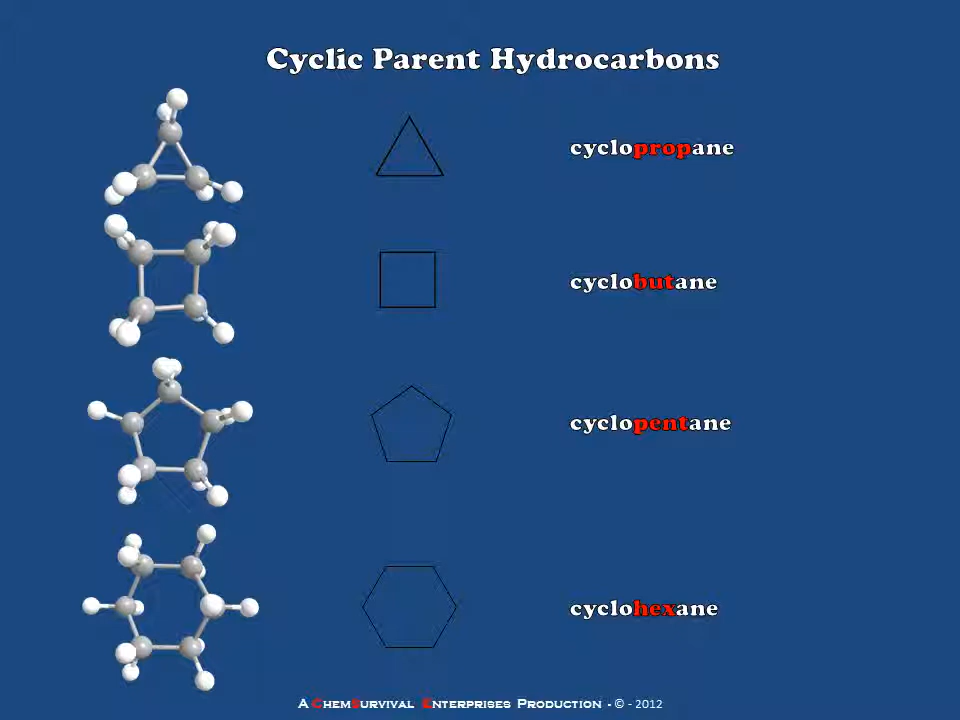 Cyclic Parent Hydrocarbons
cyclopropane
cyclobutane
cyclopentane
cyclohexane
A ChemSurvival Enterprises Production - © - 2012